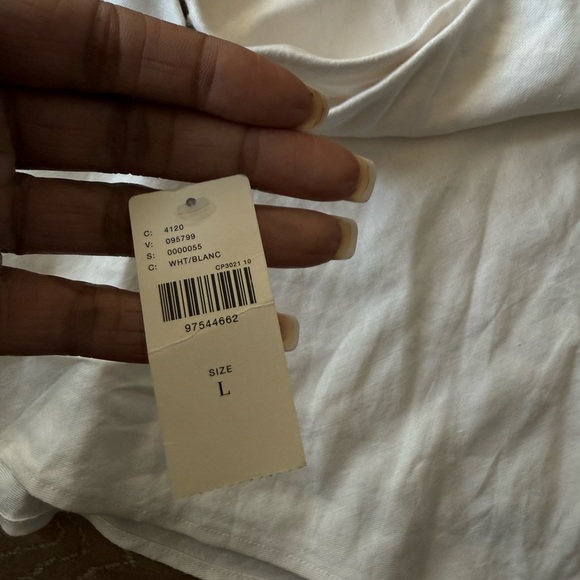 C: 4120
V: 095799
S: 0000055
C: WHT/BLANC
CP3021 10
97544662
SIZE
L